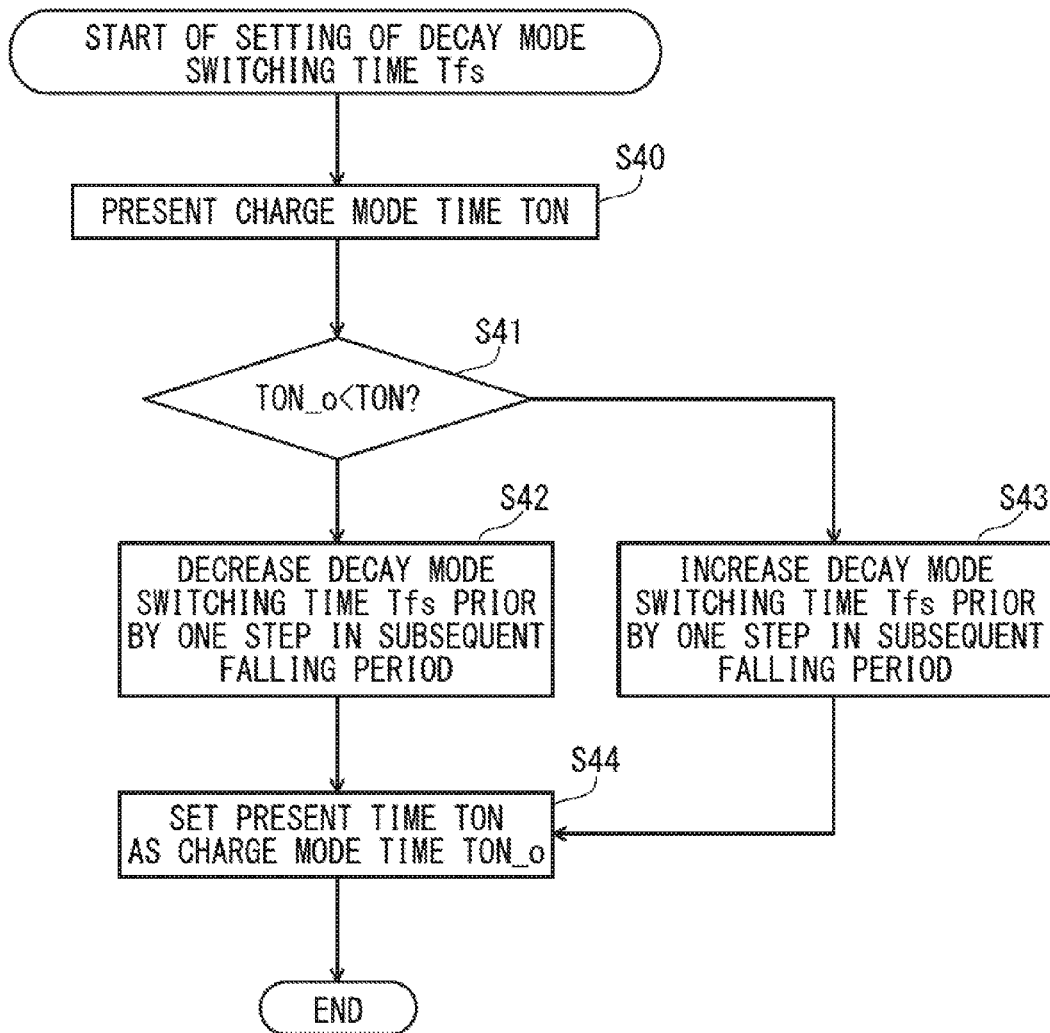 START OF SETTING OF DECAY MODE
SWITCHING TIME Tfs
S40
PRESENT CHARGE MODE TIME TON
S41
TON_o<TON?
S42
DECREASE DECAY MODE
SWITCHING TIME Tfs PRIOR
BY ONE STEP IN SUBSEQUENT
FALLING PERIOD
S43
INCREASE DECAY MODE
SWITCHING TIME Tfs PRIOR
BY ONE STEP IN SUBSEQUENT
FALLING PERIOD
S44
SET PRESENT TIME TON
AS CHARGE MODE TIME TON_o
END